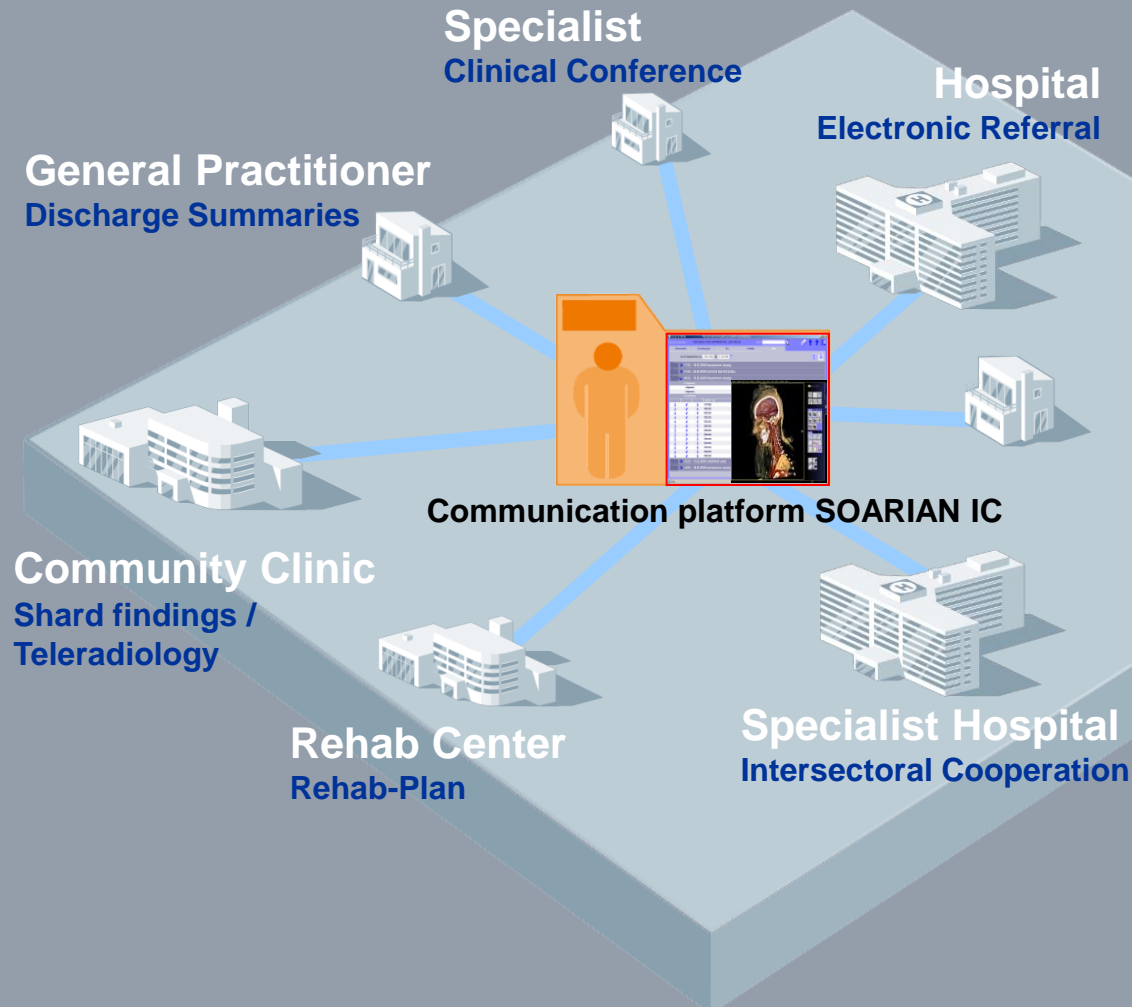 Specialist
Clinical Conference
Hospital
Electronic Referral
General Practitioner
Discharge Summaries
Communication platform SOARIAN IC
Community Clinic
Shard findings /
Teleradiology
Rehab Center
Rehab-Plan
Specialist Hospital
Intersectoral Cooperation
H
H